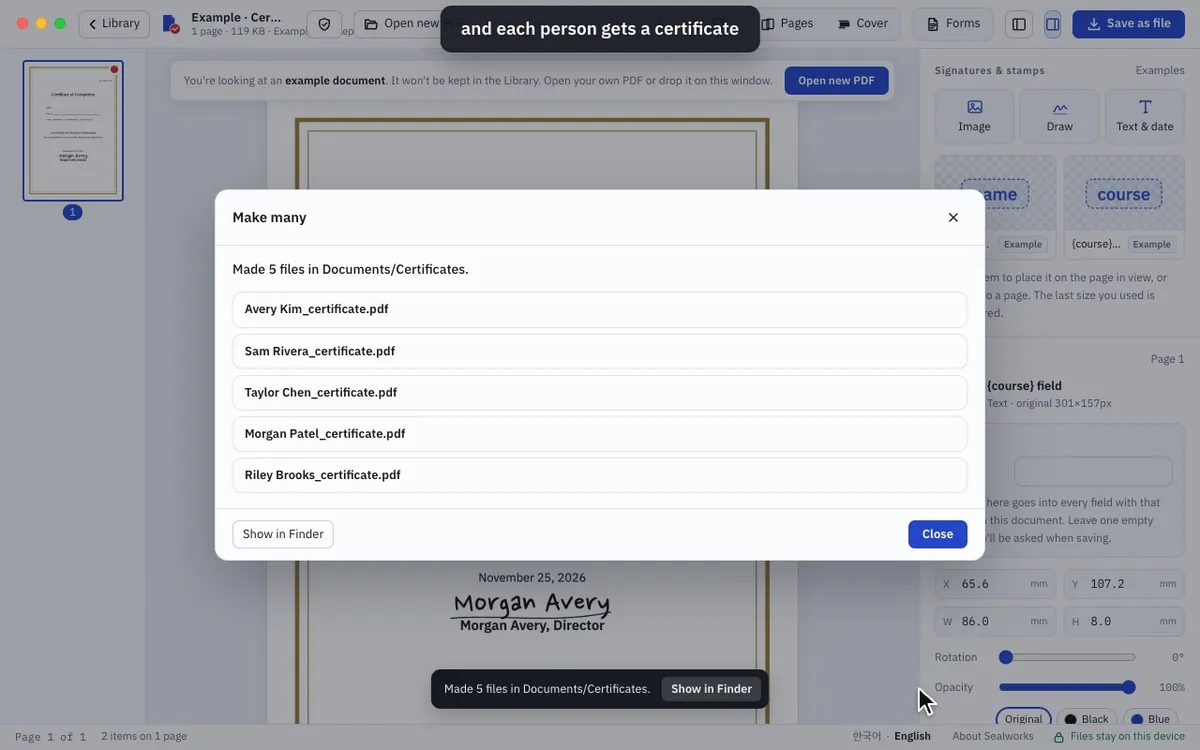 and each person gets a certificate
Library
Example · Cer...
1 page · 119 KB
Open new
Pages
Cover
Forms
Save as file
You're looking at an example document. It won't be kept in the Library. Open your own PDF or drop it on this window.
Open new PDF
Signatures & stamps
Examples
Image
Draw
Text & date
course
Example
{course}...
Example
to place it on the page in view, or
a page. The last size you used is
1
Make many
Made 5 files in Documents/Certificates.
Avery Kim_certificate.pdf
Sam Rivera_certificate.pdf
Taylor Chen_certificate.pdf
Morgan Patel_certificate.pdf
Riley Brooks_certificate.pdf
Show in Finder
Close
Page 1
{course} field
Text · original 301×157px
here goes into every field with that
this document. Leave one empty
be asked when saving.
X 65.6 mm
Y 107.2 mm
W 86.0 mm
H 8.0 mm
Rotation
0°
Opacity
100%
Original
Black
Blue
November 25, 2026
Morgan Avery
Morgan Avery, Director
Made 5 files in Documents/Certificates.
Show in Finder
Page 1 of 1
2 items on 1 page
한국어 · English
About Sealworks
Files stay on this device